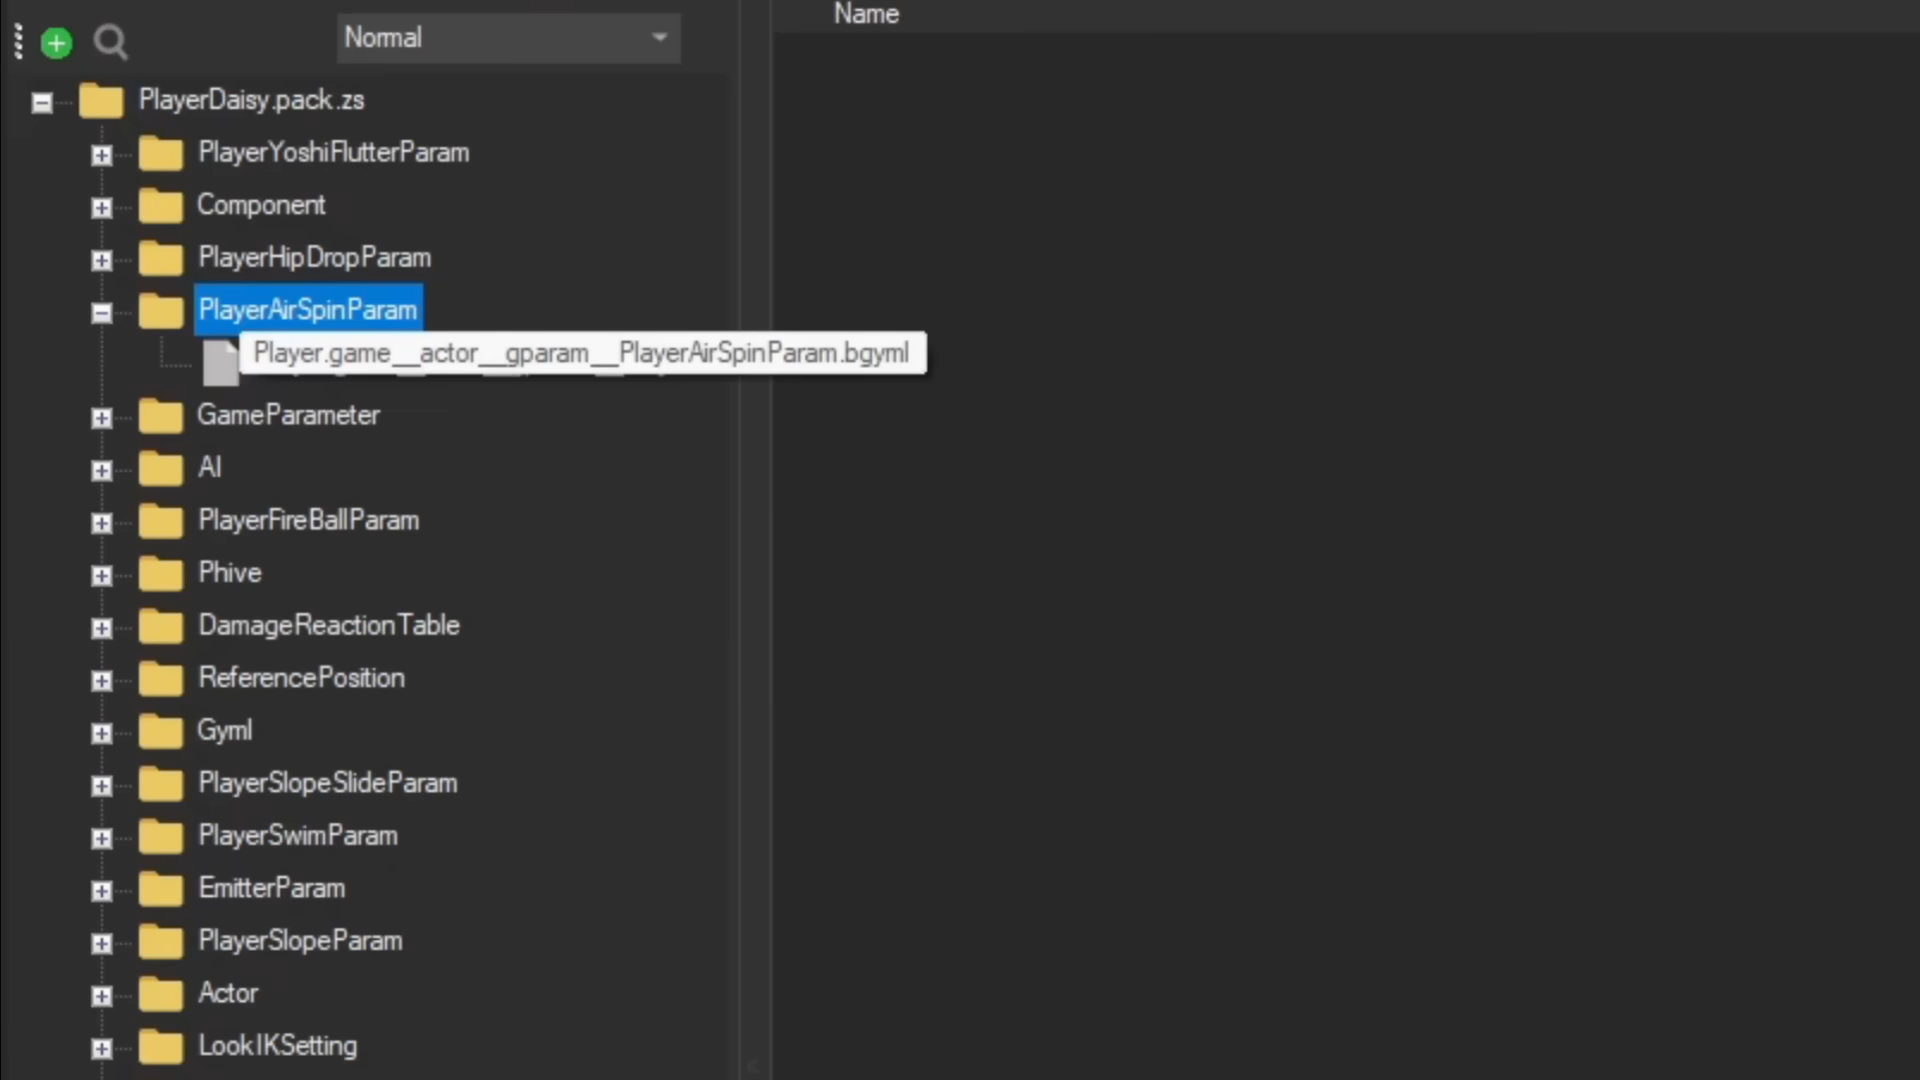 Name
Normal
PlayerDaisy.pack.zs
PlayerYoshiFlutterParam
Component
PlayerHipDropParam
PlayerAirSpinParam
Player.game__actor__gparam__PlayerAirSpinParam.bgyml
GameParameter
AI
PlayerFireBallParam
Phive
DamageReactionTable
ReferencePosition
Gyml
PlayerSlopeSlideParam
PlayerSwimParam
EmitterParam
PlayerSlopeParam
Actor
LookIKSetting